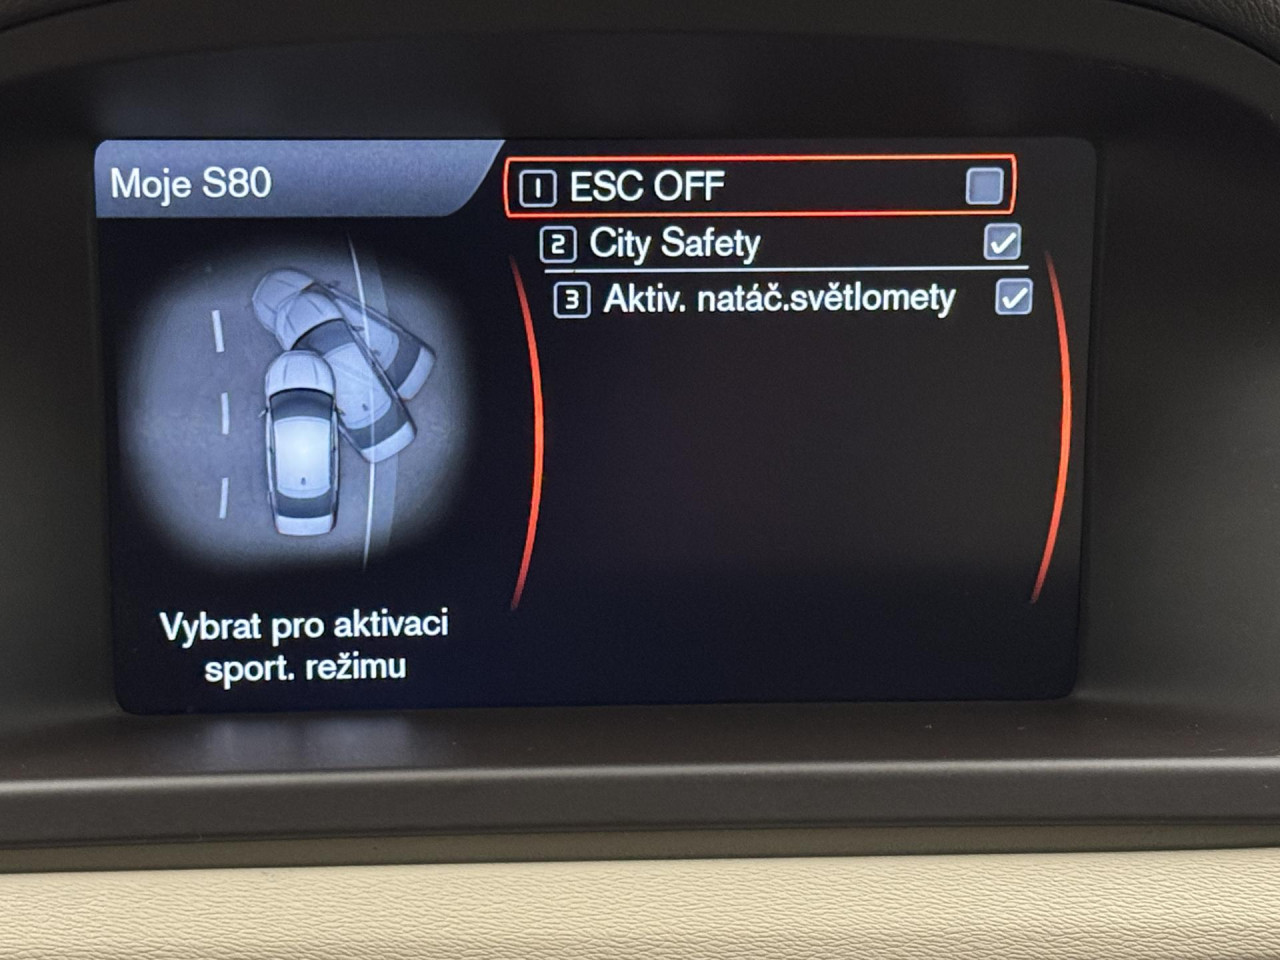 Moje S80
1 ESC OFF
2 City Safety
3 Aktiv. natáč.světlomety
Vybrat pro aktivaci
sport. režimu